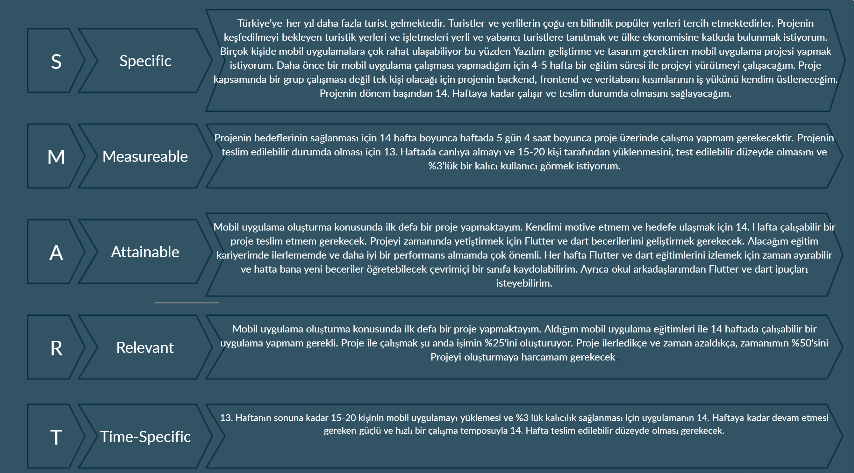 S
Specific
Türkiye'ye her yıl daha fazla turist gelmektedir. Turistler ve yerlilerin çoğu en bilindik popüler yerleri tercih etmektedirler. Projenin
keşfedilmeyi bekleyen turistik yerleri ve işletmeleri yerli ve yabancı turistlere tanıtmak ve ülke ekonomisine katkıda bulunmak istiyorum.
Birçok kişide mobil uygulamalara çok rahat ulaşabiliyor bu yüzden Yazılım geliştirme ve tasarım gerektiren mobil uygulama projesi yapmak
istiyorum. Daha önce bir mobil uygulama çalışması yapmadığım için 4-5 hafta bir eğitim süresi ile projeyi yürütmeyi çalışacağım. Proje
kapsamında bir grup çalışması değil tek kişi olacağı için projenin backend, frontend ve veritabanı kısımlarının iş yükünü kendim üstleneceğim.
Projenin dönem başından 14. Haftaya kadar çalışır ve teslim durumda olmasını sağlayacağım.
M
Measureable
Projenin hedeflerinin sağlanması için 14 hafta boyunca haftada 5 gün 4 saat boyunca proje üzerinde çalışma yapmam gerekecektir. Projenin
teslim edilebilir durumda olması için 13. Haftada canlıya almayı ve 15-20 kişi tarafından yüklenmesini, test edilebilir düzeyde olmasını ve
%3'lük bir kalıcı kullanıcı görmek istiyorum.
A
Attainable
Mobil uygulama oluşturma konusunda ilk defa bir proje yapmaktayım. Kendimi motive etmem ve hedefe ulaşmak için 14. Hafta çalışabilir bir
proje teslim etmem gerekecek. Projeyi zamanında yetiştirmek için Flutter ve dart becerilerimi geliştirmek gerekecek. Alacağım eğitim
kariyerimde ilerlememde ve daha iyi bir performans almamda çok önemli. Her hafta Flutter ve dart eğitimlerini izlemek için zaman ayırabilir
ve hatta bana yeni beceriler öğretebilecek çevrimiçi bir sınıfa kaydolabilirim. Ayrıca okul arkadaşlarımdan Flutter ve dart ipuçları
isteyebilirim.
R
Relevant
Mobil uygulama oluşturma konusunda ilk defa bir proje yapmaktayım. Aldığım mobil uygulama eğitimleri ile 14 haftada çalışabilir bir
uygulama yapmam gerekli. Proje ile çalışmak şu anda işimin %25'ini oluşturuyor. Proje ilerledikçe ve zaman azaldıkça, zamanımın %50'sini
Projeyi oluşturmaya harcamam gerekecek.
T
Time-Specific
13. Haftanın sonuna kadar 15-20 kişinin mobil uygulamayı yüklemesi ve %3 lük kalıcılık sağlanması için uygulamanın 14. Haftaya kadar devam etmesi
gereken güçlü ve hızlı bir çalışma temposuyla 14. Hafta teslim edilebilir düzeyde olması gerekecek.